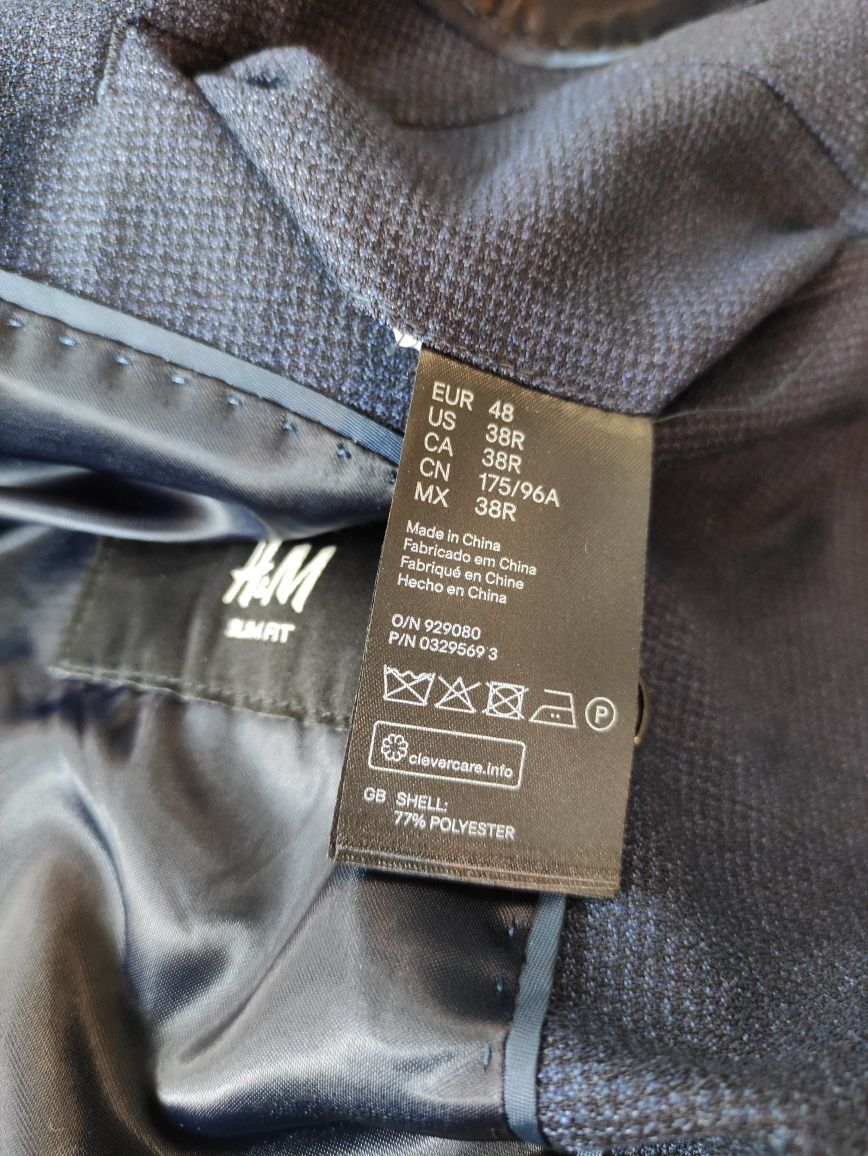 EUR 48
US 38R
CA 38R
CN 175/96A
MX 38R
Made in China
Fabricado em China
Fabriqué en Chine
Hecho en China
O/N 929080
P/N 0329569 3
P
clevercare.info
GB SHELL:
77% POLYESTER
H&M
SLIM FIT